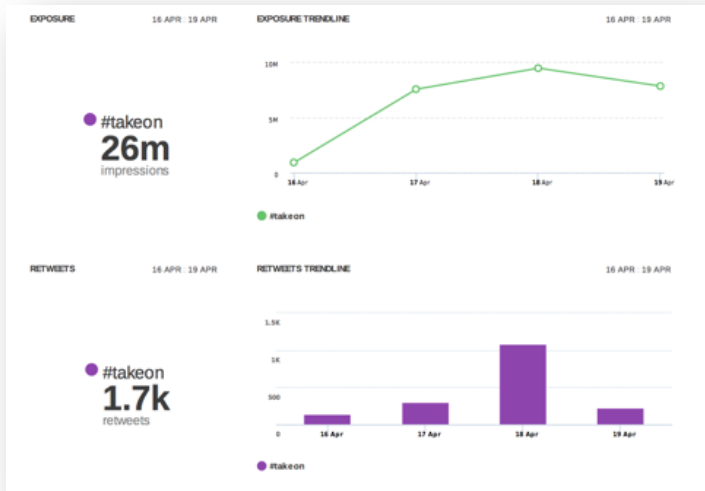 EXPOSURE 16 APR : 19 APR
#takeon
26m
impressions
EXPOSURE TRENDLINE 16 APR : 19 APR
10M
5M
0
16 Apr 17 Apr 18 Apr 19 Apr
#takeon
RETWEETS 16 APR : 19 APR
#takeon
1.7k
retweets
RETWEETS TRENDLINE 16 APR : 19 APR
1.5K
1K
500
0
16 Apr 17 Apr 18 Apr 19 Apr
#takeon